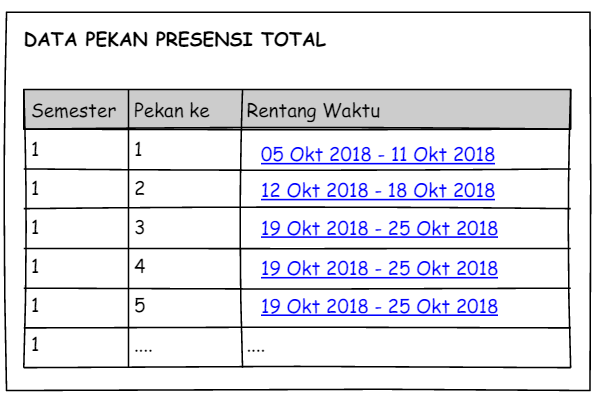 DATA PEKAN PRESENSI TOTAL
Semester Pekan ke Rentang Waktu
1 1 05 Okt 2018 - 11 Okt 2018
1 2 12 Okt 2018 - 18 Okt 2018
1 3 19 Okt 2018 - 25 Okt 2018
1 4 19 Okt 2018 - 25 Okt 2018
1 5 19 Okt 2018 - 25 Okt 2018
1 .... ....